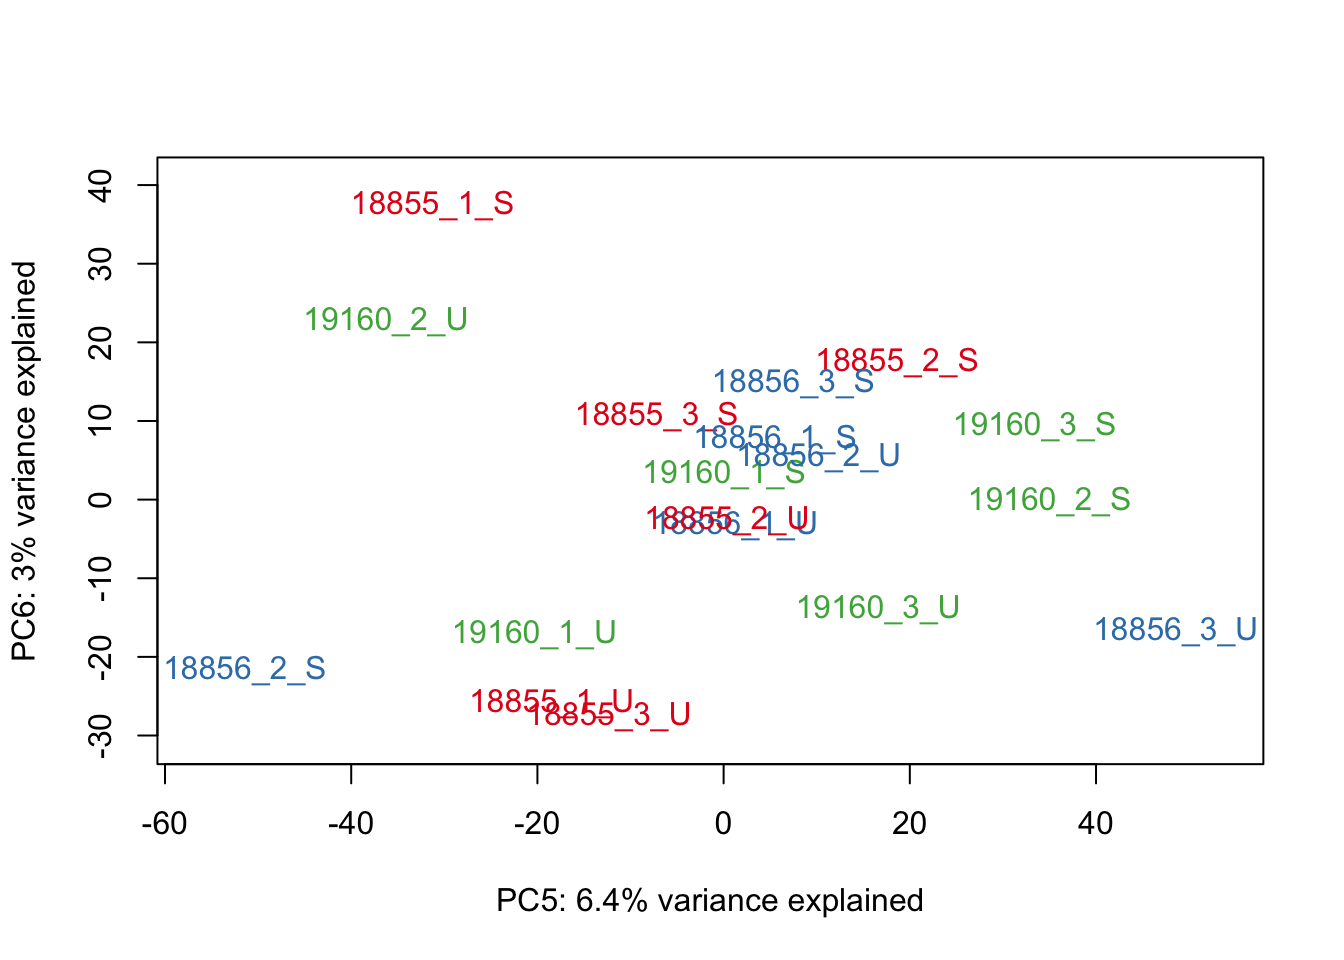 40
30
20
10
0
-10
-20
-30
PC6: 3% variance explained
18855_1_S
19160_2_U
18855_2_S
18856_3_S
18855_3_S
19160_3_S
18856_1_S
18856_2_U
19160_1_S
19160_2_S
18855_2_U
18856_1_U
19160_3_U
19160_1_U
18856_3_U
18856_2_S
18855_1_U
18855_3_U
-60 -40 -20 0 20 40
PC5: 6.4% variance explained